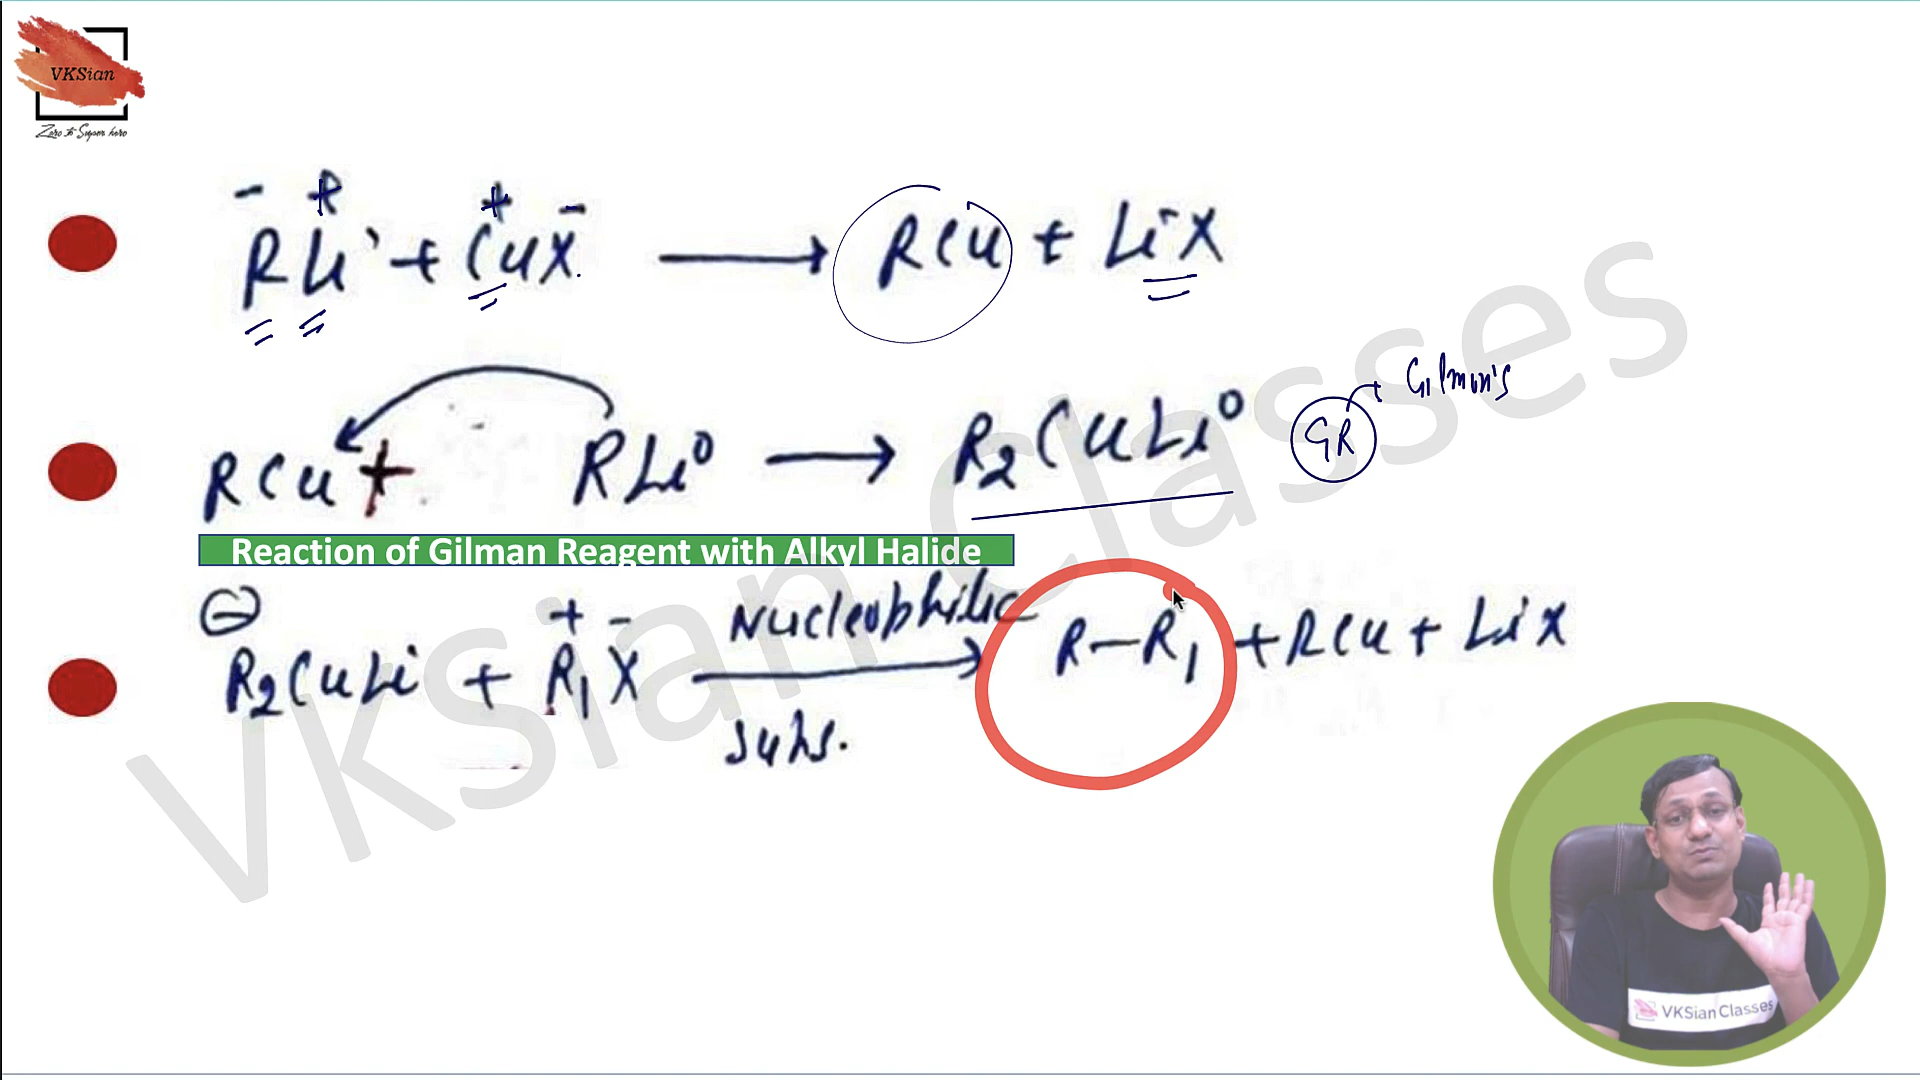 VKSian
Zero to Super hero
- + + -
RLi + CuX ⟶ RCu + LiX
RCu + RLi ⟶ R2CuLi GR → Gilman's
Reaction of Gilman Reagent with Alkyl Halide
⊖ + - Nucleophilic
R2CuLi + R1X ⟶ R-R1 + RCu + LiX
subs.
VKSian Classes
VKSian Classes